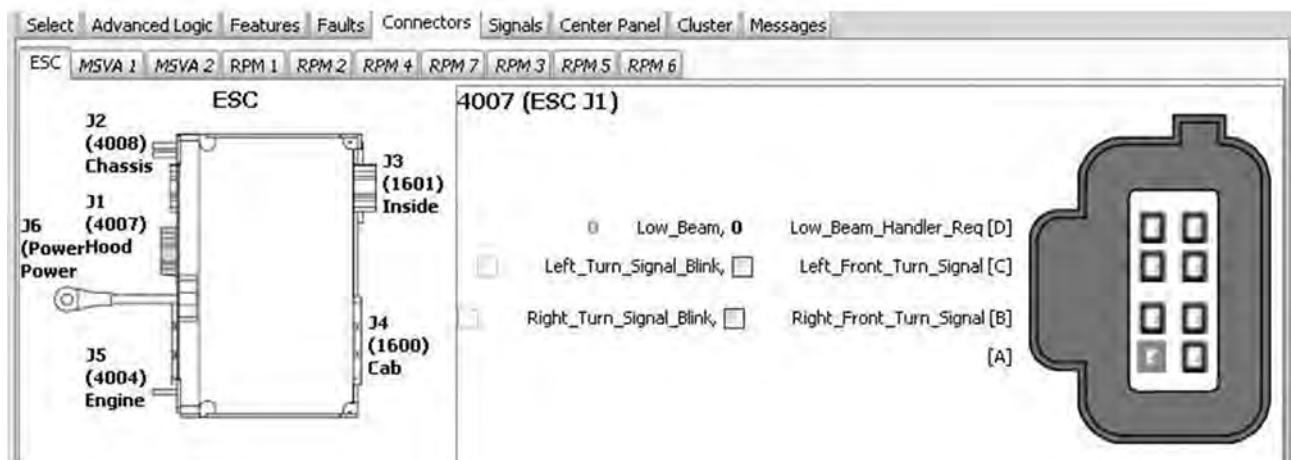 Select Advanced Logic Features Faults Connectors Signals Center Panel Cluster Messages
ESC MSVA 1 MSVA 2 RPM 1 RPM 2 RPM 4 RPM 7 RPM 3 RPM 5 RPM 6
ESC
J2
(4008)
Chassis
J1
(4007)
Hood
J6
(Power
Power
J5
(4004)
Engine
J3
(1601)
Inside
J4
(1600)
Cab
4007 (ESC J1)
0 Low_Beam, 0 Low_Beam_Handler_Req [D]
Left_Turn_Signal_Blink, Left_Front_Turn_Signal [C]
Right_Turn_Signal_Blink, Right_Front_Turn_Signal [B]
[A]